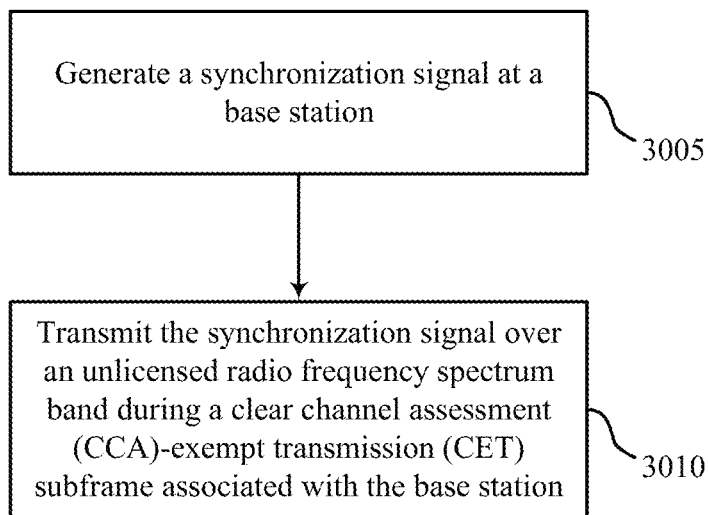 Generate a synchronization signal at a
base station
3005
Transmit the synchronization signal over
an unlicensed radio frequency spectrum
band during a clear channel assessment
(CCA)-exempt transmission (CET)
subframe associated with the base station
3010